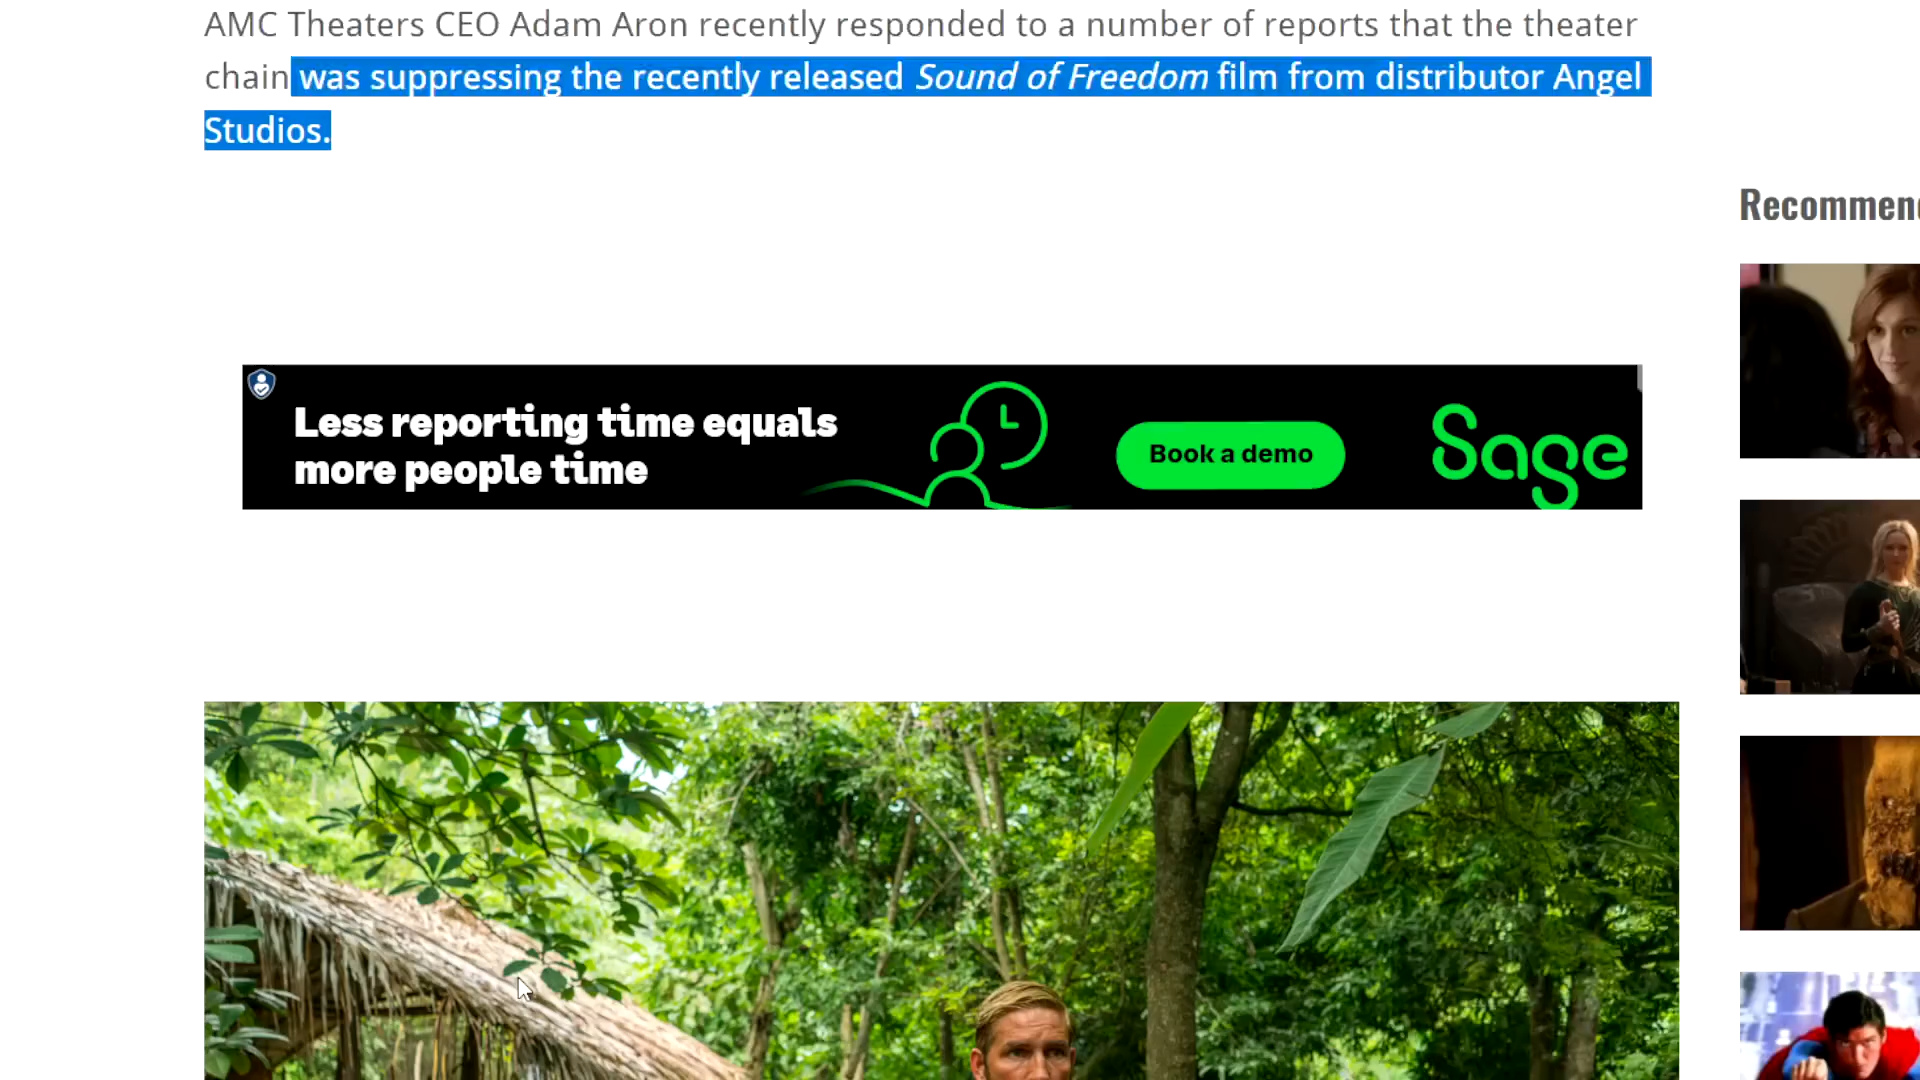 AMC Theaters CEO Adam Aron recently responded to a number of reports that the theater
chain was suppressing the recently released Sound of Freedom film from distributor Angel
Studios.
Recommen
Less reporting time equals
more people time
Book a demo
Sage